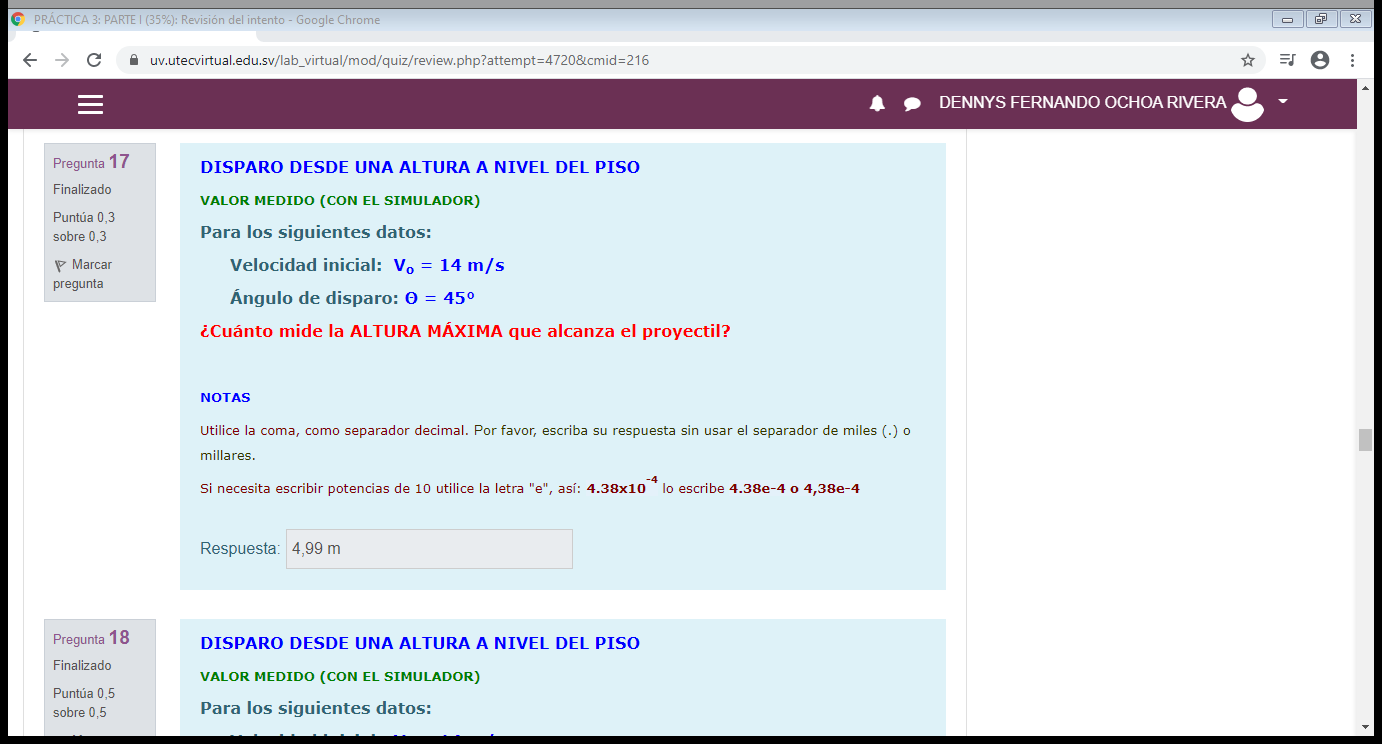 PRÁCTICA 3: PARTE I (35%): Revisión del intento - Google Chrome
uv.utecvirtual.edu.sv/lab_virtual/mod/quiz/review.php?attempt=4720&cmid=216
DENNYS FERNANDO OCHOA RIVERA
Pregunta 17
Finalizado
Puntúa 0,3
sobre 0,3
Marcar
pregunta
DISPARO DESDE UNA ALTURA A NIVEL DEL PISO
VALOR MEDIDO (CON EL SIMULADOR)
Para los siguientes datos:
Velocidad inicial: Vo = 14 m/s
Ángulo de disparo: Θ = 45º
¿Cuánto mide la ALTURA MÁXIMA que alcanza el proyectil?
NOTAS
Utilice la coma, como separador decimal. Por favor, escriba su respuesta sin usar el separador de miles (.) o
millares.
Si necesita escribir potencias de 10 utilice la letra "e", así: 4.38x10-4 lo escribe 4.38e-4 o 4,38e-4
Respuesta: 4,99 m
Pregunta 18
Finalizado
Puntúa 0,5
sobre 0,5
DISPARO DESDE UNA ALTURA A NIVEL DEL PISO
VALOR MEDIDO (CON EL SIMULADOR)
Para los siguientes datos: